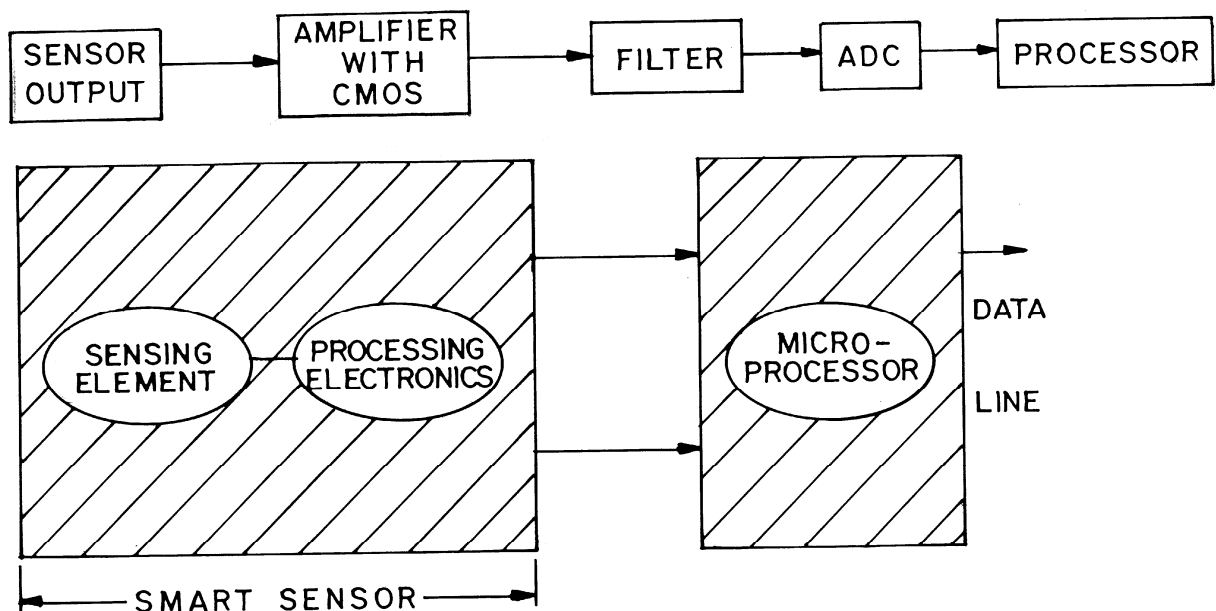 SENSOR
OUTPUT
AMPLIFIER
WITH
CMOS
FILTER
ADC
PROCESSOR
SENSING
ELEMENT
PROCESSING
ELECTRONICS
MICRO-
PROCESSOR
DATA
LINE
SMART SENSOR